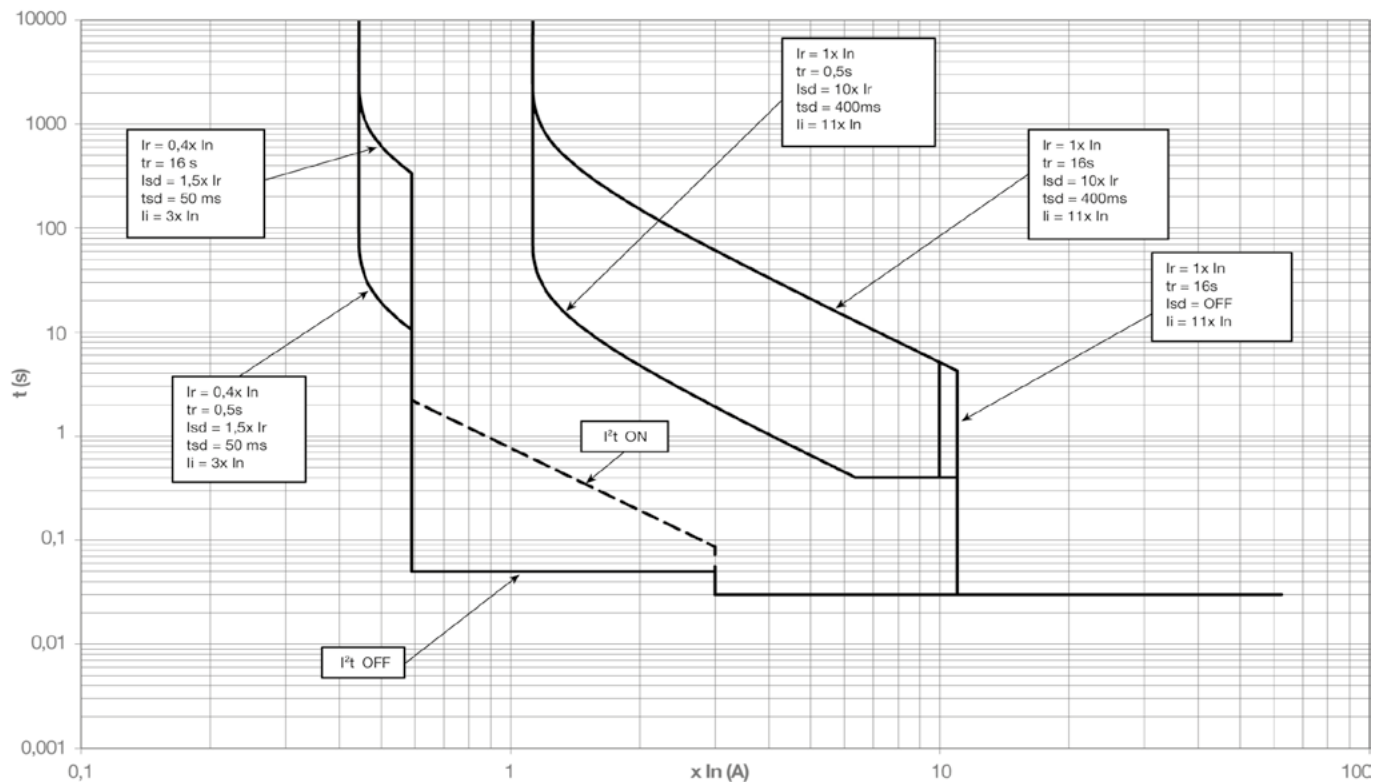 10000
1000
100
10
1
0,1
0,01
0,001
t (s)
0,1
1
10
100
x In (A)
Ir = 0,4x In
tr = 16 s
Isd = 1,5x Ir
tsd = 50 ms
Ii = 3x In
Ir = 1x In
tr = 0,5s
Isd = 10x Ir
tsd = 400ms
Ii = 11x In
Ir = 1x In
tr = 16s
Isd = 10x Ir
tsd = 400ms
Ii = 11x In
Ir = 1x In
tr = 16s
Isd = OFF
Ii = 11x In
Ir = 0,4x In
tr = 0,5s
Isd = 1,5x Ir
tsd = 50 ms
Ii = 3x In
I²t ON
I²t OFF